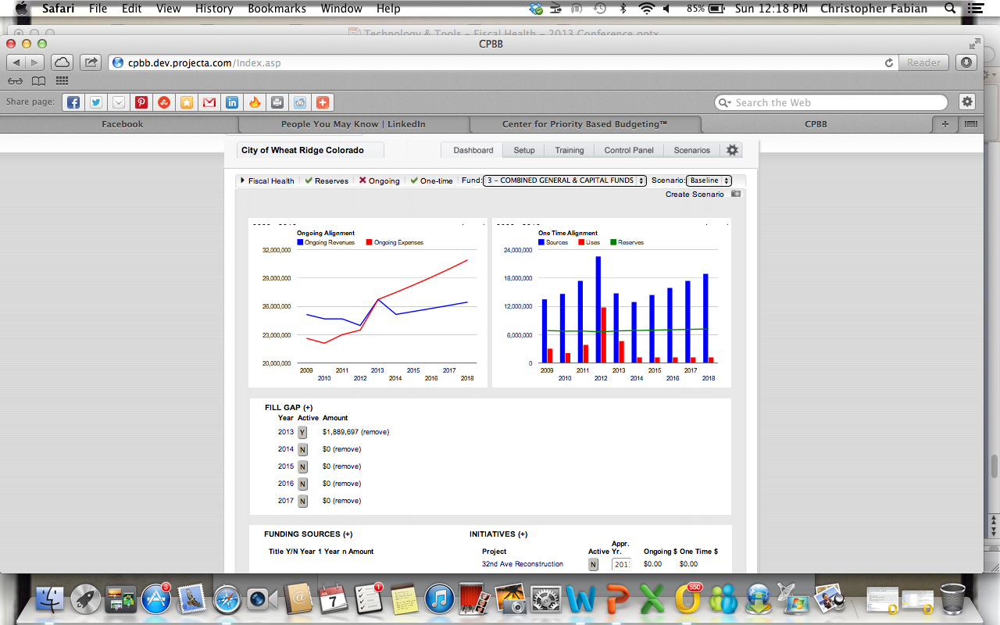 Safari File Edit View History Bookmarks Window Help 85% Sun 12:18 PM Christopher Fabian
Technology & Tools – Fiscal Health – 2013 Conference.pptx
CPBB
cpbb.dev.projecta.com/Index.asp Reader
Share page: Search the Web
Facebook People You May Know | LinkedIn Center for Priority Based Budgeting™ CPBB
City of Wheat Ridge Colorado Dashboard Setup Training Control Panel Scenarios
Fiscal Health Reserves Ongoing One-time Fund: 3 - COMBINED GENERAL & CAPITAL FUNDS Scenario: Baseline
Create Scenario
Ongoing Alignment
Ongoing Revenues Ongoing Expenses
32,000,000
29,000,000
26,000,000
23,000,000
20,000,000
2009 2011 2013 2015 2017
2010 2012 2014 2016 2018
One Time Alignment
Sources Uses Reserves
24,000,000
18,000,000
12,000,000
6,000,000
0
2009 2011 2013 2015 2017
2010 2012 2014 2016 2018
FILL GAP (+)
Year Active Amount
2013 Y $1,889,697 (remove)
2014 N $0 (remove)
2015 N $0 (remove)
2016 N $0 (remove)
2017 N $0 (remove)
FUNDING SOURCES (+)
Title Y/N Year 1 Year n Amount
INITIATIVES (+)
Appr.
Project Active Yr. Ongoing $ One Time $
32nd Ave Reconstruction N 201 $0.00 $0.00
3
JUL
7
1
550